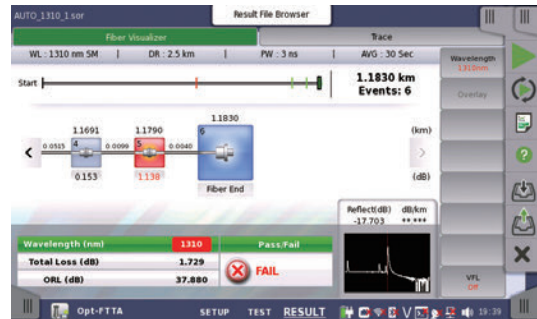 AUTO_1310_1.sor
Result File Browser
Fiber Visualizer
Trace
WL : 1310 nm SM | DR : 2.5 km | PW : 3 ns | AVG : 30 Sec
Wavelength
1310nm
Start
1.1830 km
Events: 6
Overlay
1.1830
1.1691
1.1790
(km)
4
5
6
0.0515
0.0099
0.0040
0.153
1.138
Fiber End
(dB)
Reflect(dB) dB/km
-17.703 **.***
Wavelength (nm) 1310 Pass/Fail
Total Loss (dB) 1.729
FAIL
ORL (dB) 37.880
VFL
Off
Opt-FTTA SETUP TEST RESULT 19:39